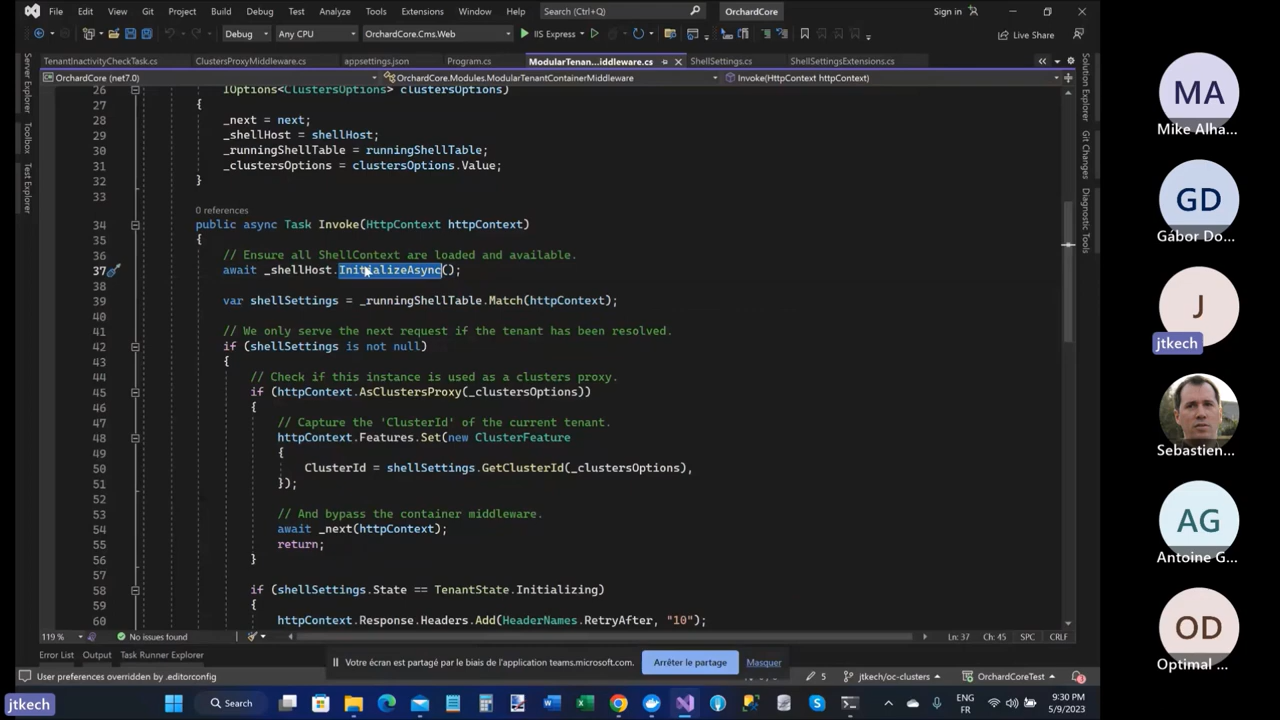 File Edit View Git Project Build Debug Test Analyze Tools Extensions Window Help Search (Ctrl+Q) OrchardCore Sign in
Debug Any CPU OrchardCore.Cms.Web IIS Express Live Share
TenantInactivityCheckTask.cs ClustersProxyMiddleware.cs appsettings.json Program.cs ModularTenan...iddleware.cs ShellSettings.cs ShellSettingsExtensions.cs
OrchardCore (net7.0) OrchardCore.Modules.ModularTenantContainerMiddleware Invoke(HttpContext httpContext)
Server Explorer
Toolbox
Test Explorer
Solution Explorer
Git Changes
Diagnostic Tools
26 IOptions<ClustersOptions> clustersOptions)
27 {
28 _next = next;
29 _shellHost = shellHost;
30 _runningShellTable = runningShellTable;
31 _clustersOptions = clustersOptions.Value;
32 }
33
0 references
34 public async Task Invoke(HttpContext httpContext)
35 {
36 // Ensure all ShellContext are loaded and available.
37 await _shellHost.InitializeAsync();
38
39 var shellSettings = _runningShellTable.Match(httpContext);
40
41 // We only serve the next request if the tenant has been resolved.
42 if (shellSettings is not null)
43 {
44 // Check if this instance is used as a clusters proxy.
45 if (httpContext.AsClustersProxy(_clustersOptions))
46 {
47 // Capture the 'ClusterId' of the current tenant.
48 httpContext.Features.Set(new ClusterFeature
49 {
50 ClusterId = shellSettings.GetClusterId(_clustersOptions),
51 });
52
53 // And bypass the container middleware.
54 await _next(httpContext);
55 return;
56 }
57
58 if (shellSettings.State == TenantState.Initializing)
59 {
60 httpContext.Response.Headers.Add(HeaderNames.RetryAfter, "10");
119 % No issues found Ln: 37 Ch: 45 SPC CRLF
Error List Output Task Runner Explorer
Votre écran est partagé par le biais de l'application teams.microsoft.com. Arrêter le partage Masquer
User preferences overridden by .editorconfig 5 jtkech/oc-clusters OrchardCoreTest 1
jtkech Search ENG FR 9:30 PM 5/9/2023
MA
Mike Alha...
GD
Gábor Do...
J
jtkech
Sebastien...
AG
Antoine G...
OD
Optimal ...